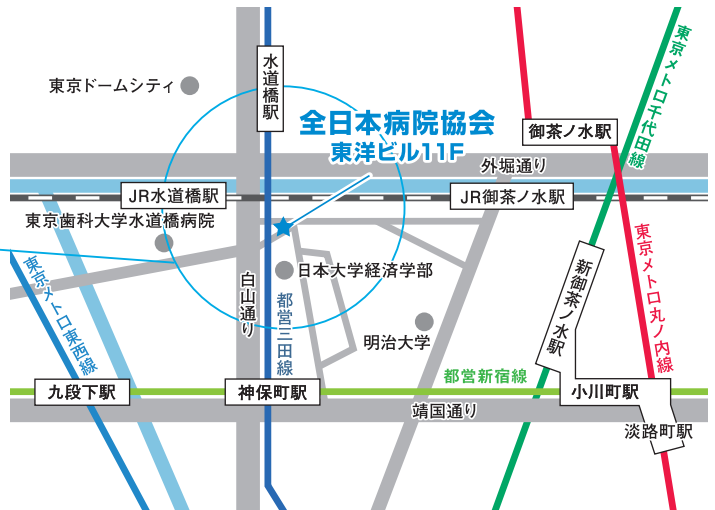 水道橋駅
東京ドームシティ
全日本病院協会
東洋ビル11F
御茶ノ水駅
東京メトロ千代田線
外堀通り
JR水道橋駅
JR御茶ノ水駅
東京歯科大学水道橋病院
東京メトロ東西線
白山通り
日本大学経済学部
都営三田線
新御茶ノ水駅
東京メトロ丸ノ内線
明治大学
都営新宿線
九段下駅
神保町駅
小川町駅
靖国通り
淡路町駅